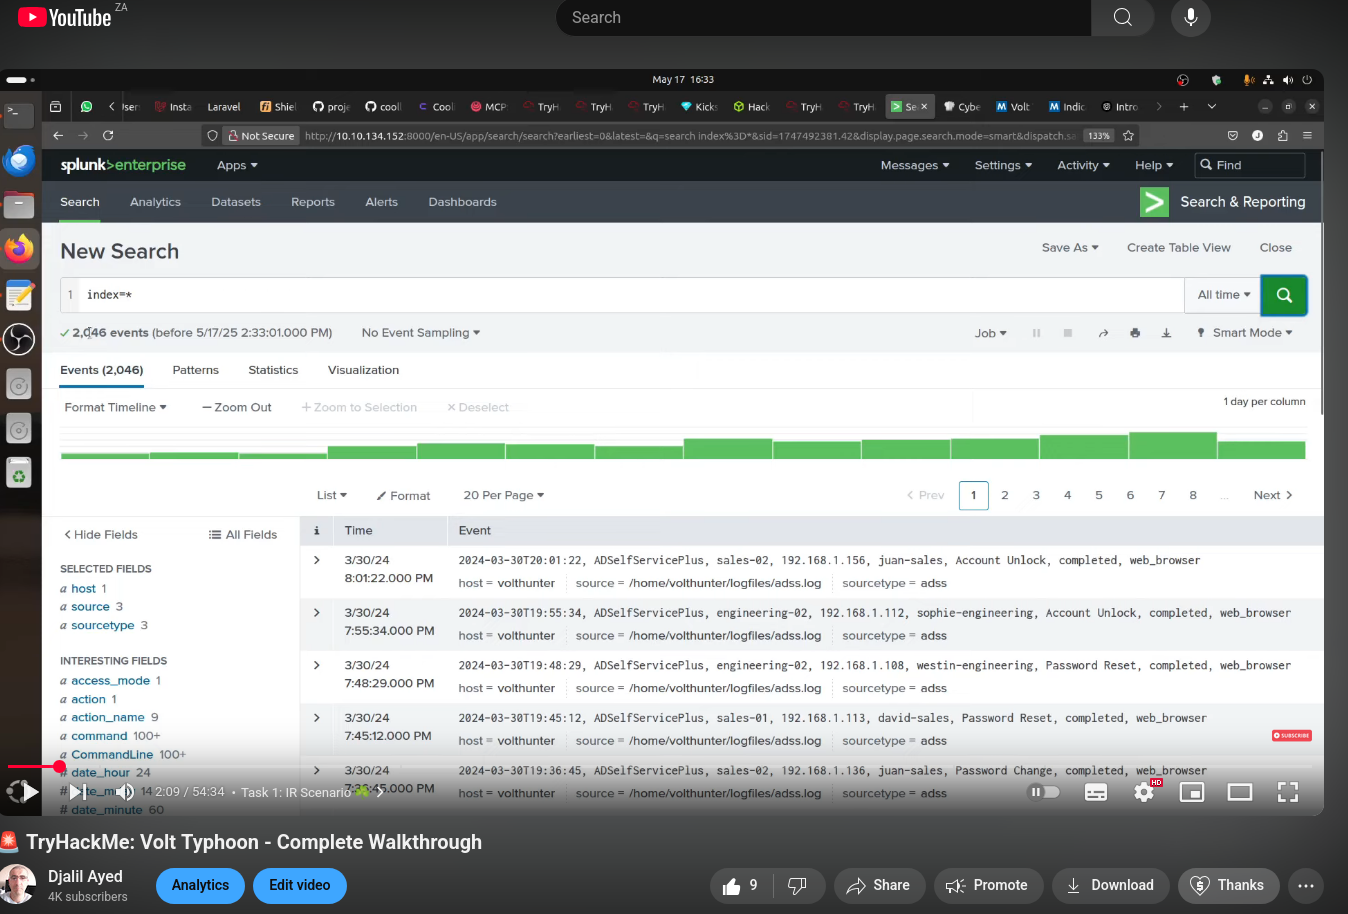 YouTube ZA
Search
May 17 16:33
Insta
Laravel
Shiel
proje
cool
Cool
MCP
TryH
TryH
TryH
Kicks
Hack
TryH
TryH
Se
Cybe
Volt
Indic
Intro
Not Secure
http://10.10.134.152:8000/en-US/app/search/search?earliest=0&latest=&q=search index%3D*&sid=1747492381.42&display.page.search.mode=smart&dispatch.sa
133%
splunk>enterprise
Apps
Messages
Settings
Activity
Help
Find
Search
Analytics
Datasets
Reports
Alerts
Dashboards
Search & Reporting
New Search
Save As
Create Table View
Close
1 index=*
All time
2,046 events (before 5/17/25 2:33:01.000 PM)
No Event Sampling
Job
Smart Mode
Events (2,046)
Patterns
Statistics
Visualization
Format Timeline
— Zoom Out
+ Zoom to Selection
× Deselect
1 day per column
List
Format
20 Per Page
< Prev
1
2
3
4
5
6
7
8
...
Next >
< Hide Fields
All Fields
i
Time
Event
SELECTED FIELDS
a host 1
a source 3
a sourcetype 3
INTERESTING FIELDS
a access_mode 1
a action 1
a action_name 9
a command 100+
a CommandLine 100+
# date_hour 24
# date_minute 60
3/30/24
8:01:22.000 PM
2024-03-30T20:01:22, ADSelfServicePlus, sales-02, 192.168.1.156, juan-sales, Account Unlock, completed, web_browser
host = volthunter
source = /home/volthunter/logfiles/adss.log
sourcetype = adss
3/30/24
7:55:34.000 PM
2024-03-30T19:55:34, ADSelfServicePlus, engineering-02, 192.168.1.112, sophie-engineering, Account Unlock, completed, web_browser
host = volthunter
source = /home/volthunter/logfiles/adss.log
sourcetype = adss
3/30/24
7:48:29.000 PM
2024-03-30T19:48:29, ADSelfServicePlus, engineering-02, 192.168.1.108, westin-engineering, Password Reset, completed, web_browser
host = volthunter
source = /home/volthunter/logfiles/adss.log
sourcetype = adss
3/30/24
7:45:12.000 PM
2024-03-30T19:45:12, ADSelfServicePlus, sales-01, 192.168.1.113, david-sales, Password Reset, completed, web_browser
host = volthunter
source = /home/volthunter/logfiles/adss.log
sourcetype = adss
SUBSCRIBE
3/30/24
2024-03-30T19:36:45, ADSelfServicePlus, sales-02, 192.168.1.136, juan-sales, Password Change, completed, web_browser
host = volthunter
source = /home/volthunter/logfiles/adss.log
sourcetype = adss
2:09 / 54:34 • Task 1: IR Scenario
HD
TryHackMe: Volt Typhoon - Complete Walkthrough
Djalil Ayed
4K subscribers
Analytics
Edit video
9
Share
Promote
Download
Thanks